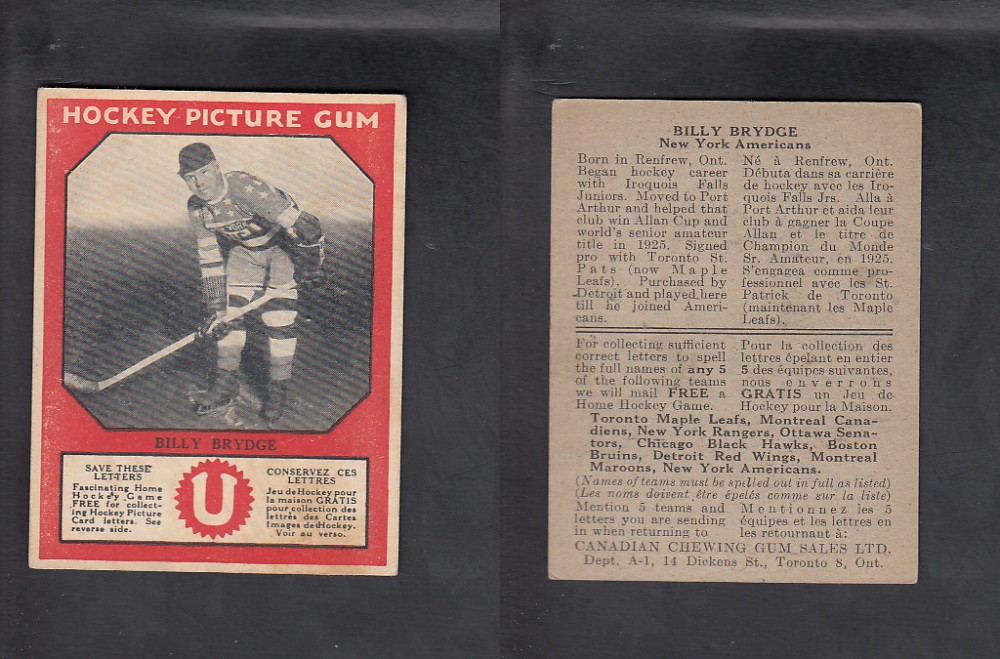 HOCKEY PICTURE GUM
BILLY BRYDGE
SAVE THESE
LETTERS
Fascinating Home
Hockey Game
FREE for collect-
ing Hockey Picture
Card letters. See
reverse side.
U
CONSERVEZ CES
LETTRES
Jeu de Hockey pour
la maison GRATIS
pour collection des
lettres des Cartes
Images de Hockey.
Voir au verso.
BILLY BRYDGE
New York Americans
Born in Renfrew, Ont.
Began hockey career
with Iroquois Falls
Juniors. Moved to Port
Arthur and helped that
club win Allan Cup and
world's senior amateur
title in 1925. Signed
pro with Toronto St.
Pats (now Maple
Leafs). Purchased by
Detroit and played here
till he joined Ameri-
cans.
Né à Renfrew, Ont.
Débuta dans sa carrière
de hockey avec les Iro-
quois Falls Jrs. Alla à
Port Arthur et aida leur
club à gagner la Coupe
Allan et le titre de
Champion du Monde
Sr. Amateur, en 1925.
S'engagea comme pro-
fessionnel avec les St.
Patrick de Toronto
(maintenant les Maple
Leafs).
For collecting sufficient
correct letters to spell
the full names of any 5
of the following teams
we will mail FREE a
Home Hockey Game.
Pour la collection des
lettres épelant en entier
5 des équipes suivantes,
nous enverrons
GRATIS un Jeu de
Hockey pour la Maison.
Toronto Maple Leafs, Montreal Cana-
diens, New York Rangers, Ottawa Sena-
tors, Chicago Black Hawks, Boston
Bruins, Detroit Red Wings, Montreal
Maroons, New York Americans.
(Names of teams must be spelled out in full as listed)
(Les noms doivent être épelés comme sur la liste)
Mention 5 teams and
letters you are sending
in when returning to
Mentionnez les 5
équipes et les lettres en
les retournant à:
CANADIAN CHEWING GUM SALES LTD.
Dept. A-1, 14 Dickens St., Toronto 8, Ont.